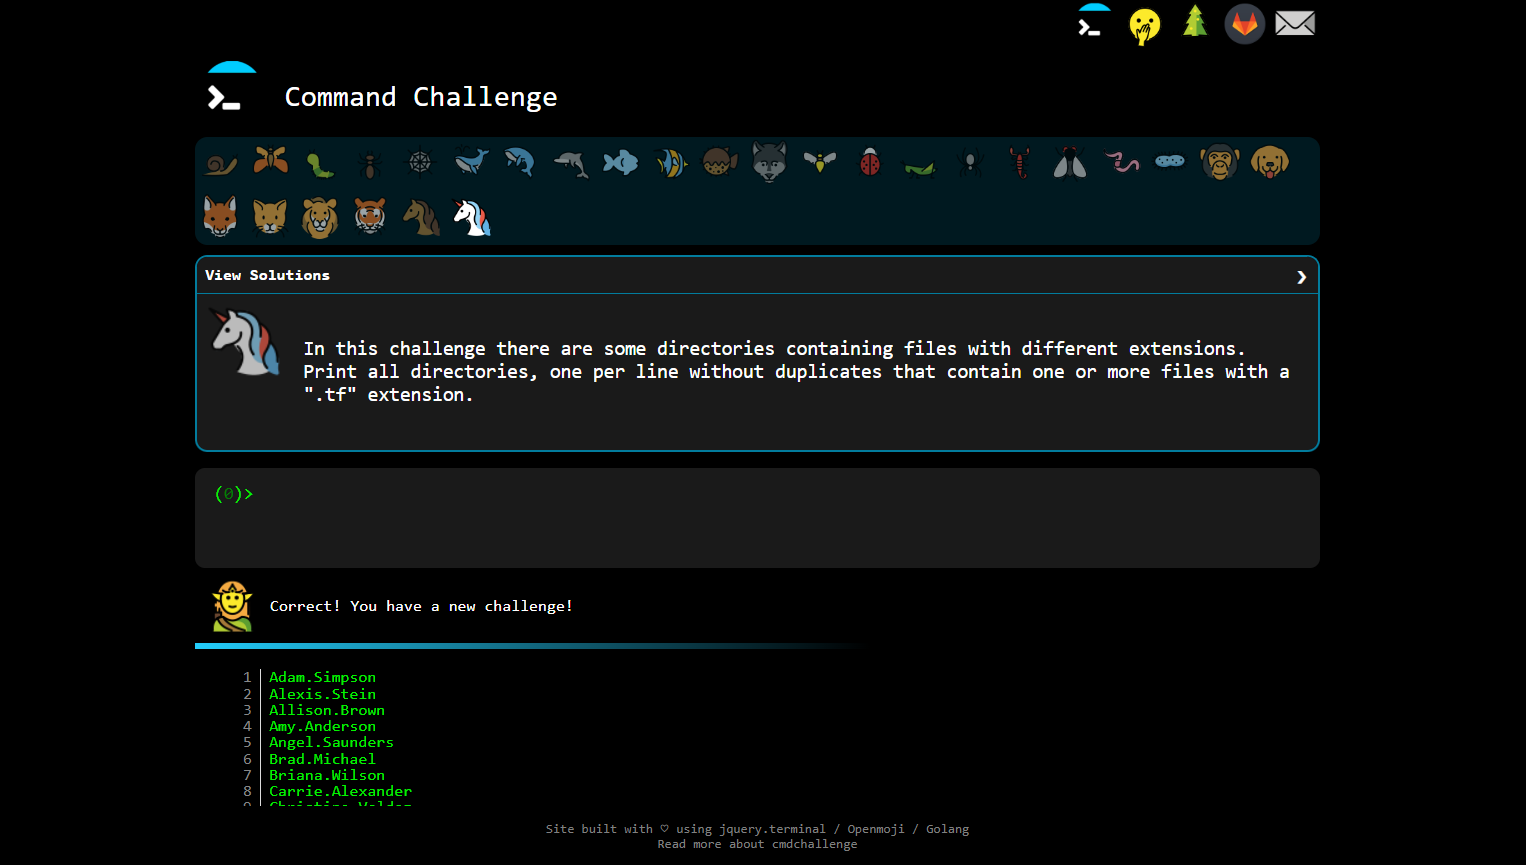 Command Challenge
View Solutions
In this challenge there are some directories containing files with different extensions.
Print all directories, one per line without duplicates that contain one or more files with a
".tf" extension.
(0)>
Correct! You have a new challenge!
1 Adam.Simpson
2 Alexis.Stein
3 Allison.Brown
4 Amy.Anderson
5 Angel.Saunders
6 Brad.Michael
7 Briana.Wilson
8 Carrie.Alexander
Site built with ♡ using jquery.terminal / Openmoji / Golang
Read more about cmdchallenge